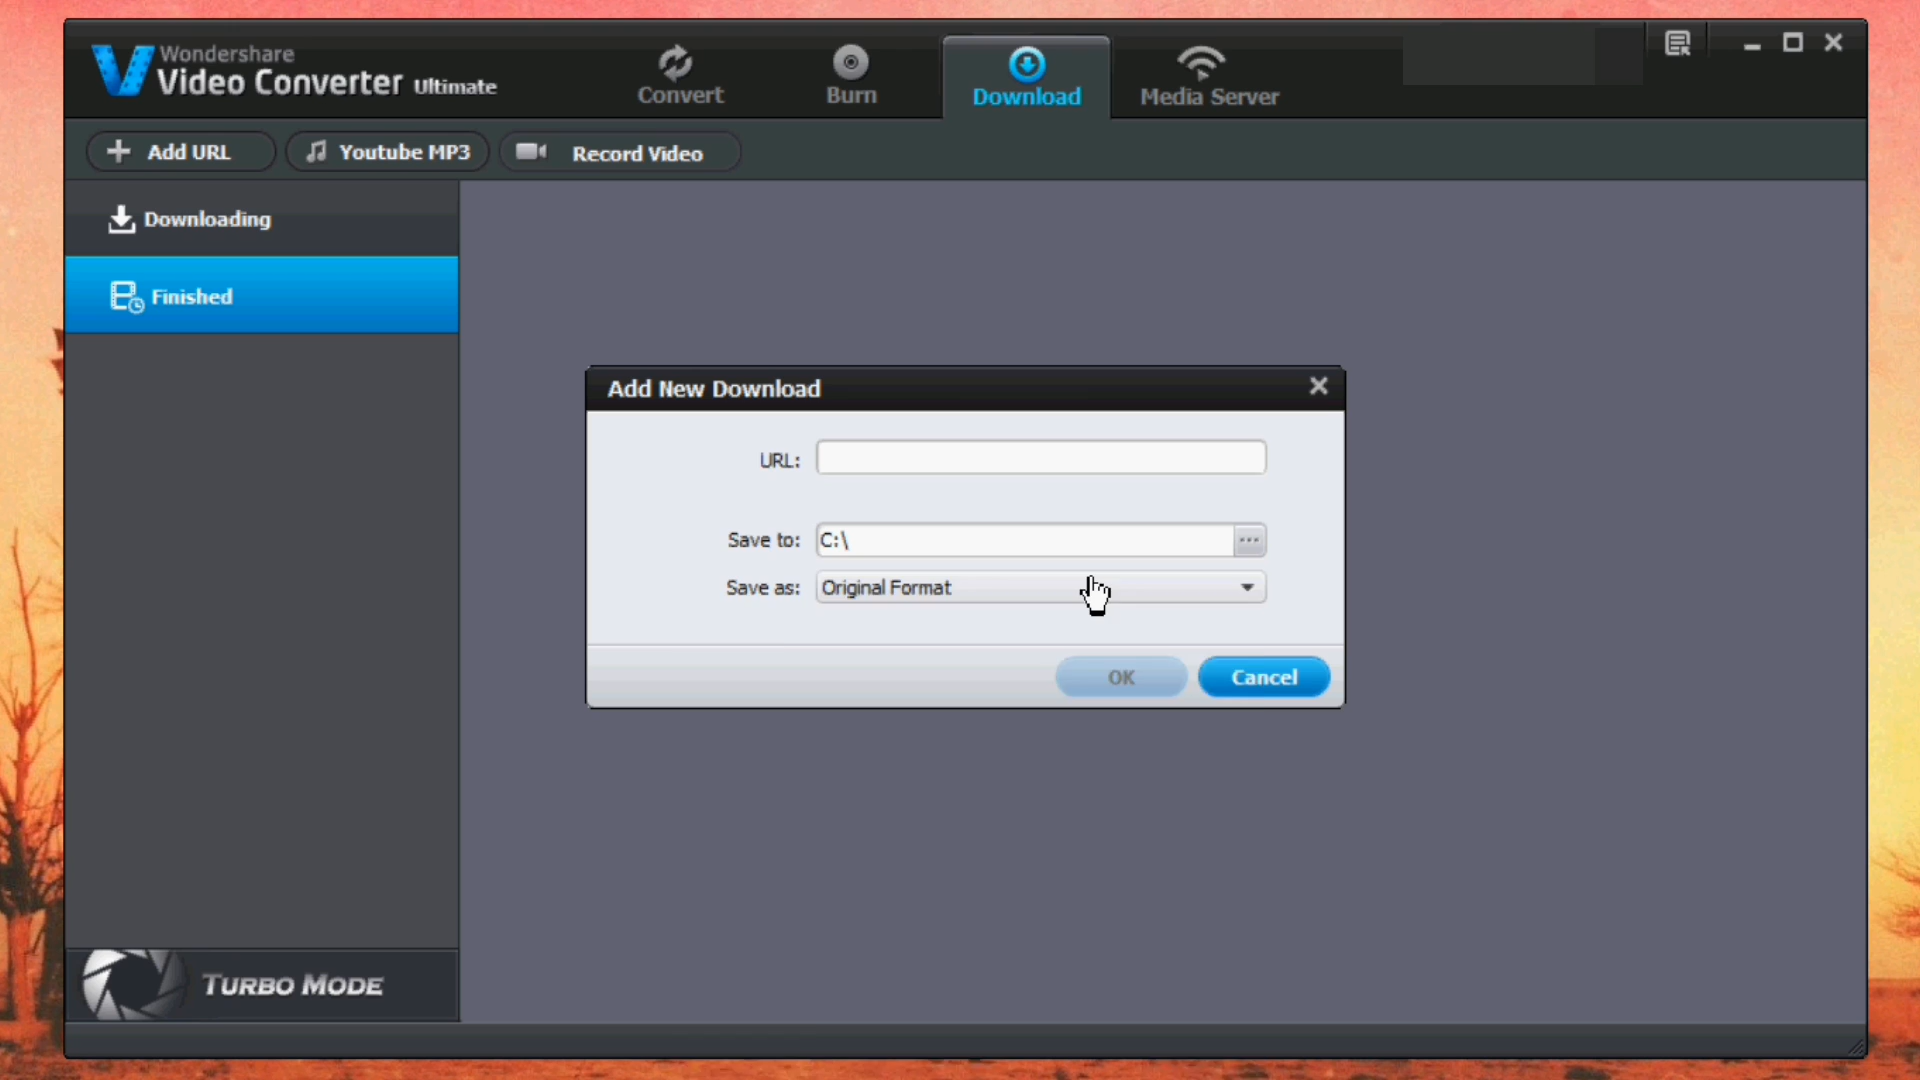 Wondershare
Video Converter Ultimate
Convert
Burn
Download
Media Server
Add URL
Youtube MP3
Record Video
Downloading
Finished
Add New Download
URL:
Save to: C:\
Save as: Original Format
OK
Cancel
TURBO MODE